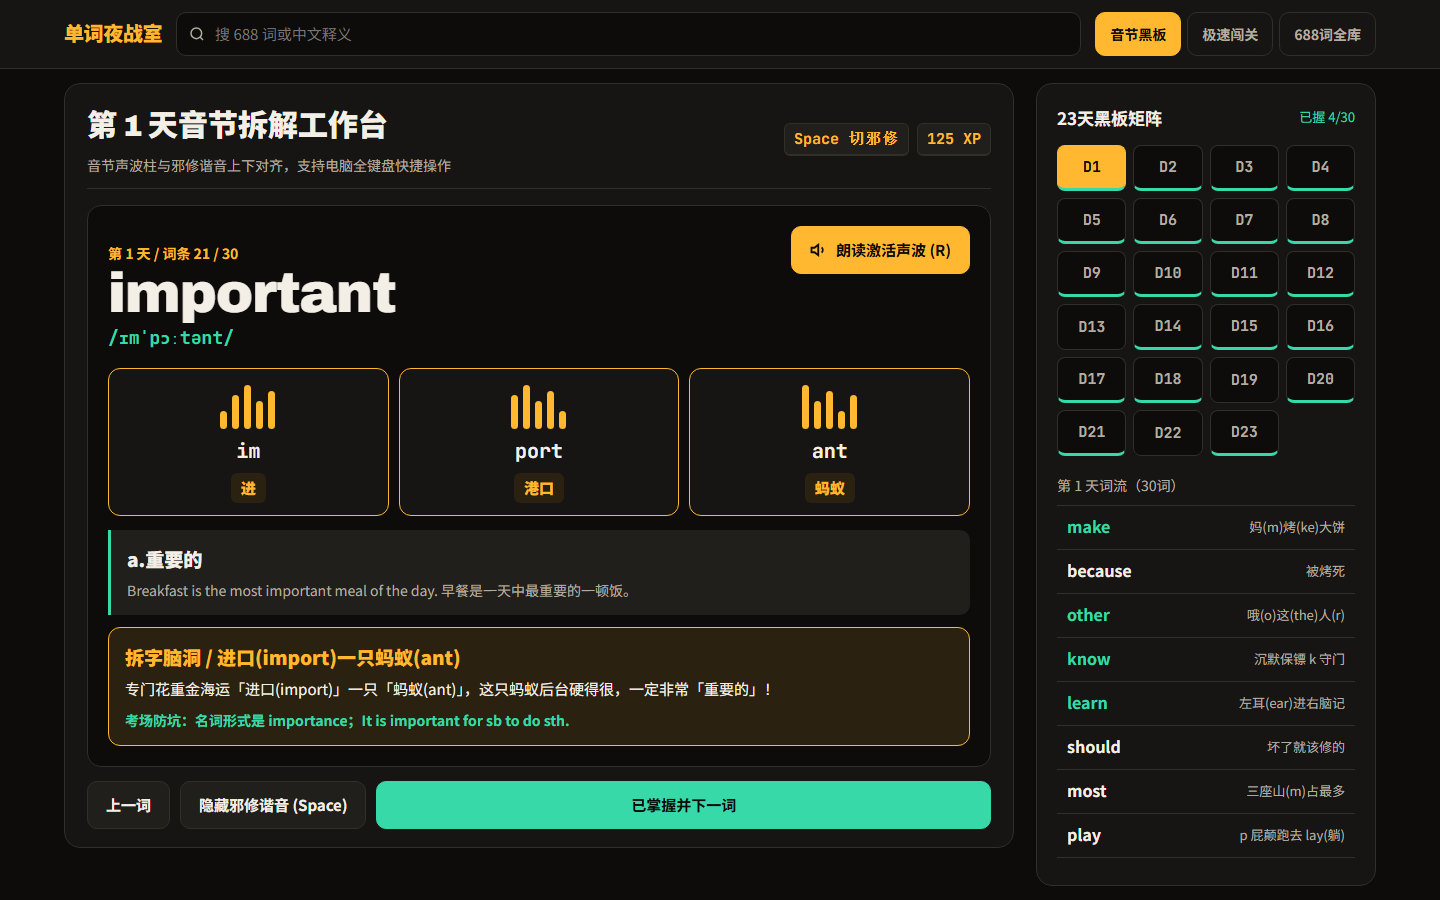 单词夜战室
搜 688 词或中文释义
音节黑板
极速闯关
688词全库
第 1 天音节拆解工作台
音节声波柱与邪修谐音上下对齐，支持电脑全键盘快捷操作
Space 切邪修
125 XP
第 1 天 / 词条 21 / 30
朗读激活声波 (R)
important
/ɪmˈpɔːtənt/
im
进
port
港口
ant
蚂蚁
a.重要的
Breakfast is the most important meal of the day. 早餐是一天中最重要的一顿饭。
拆字脑洞 / 进口(import)一只蚂蚁(ant)
专门花重金海运「进口(import)」一只「蚂蚁(ant)」，这只蚂蚁后台硬得很，一定非常「重要的」！
考场防坑：名词形式是 importance；It is important for sb to do sth.
上一词
隐藏邪修谐音 (Space)
已掌握并下一词
23天黑板矩阵
已握 4/30
D1 D2 D3 D4
D5 D6 D7 D8
D9 D10 D11 D12
D13 D14 D15 D16
D17 D18 D19 D20
D21 D22 D23
第 1 天词流（30词）
make 妈(m)烤(ke)大饼
because 被烤死
other 哦(o)这(the)人(r)
know 沉默保镖 k 守门
learn 左耳(ear)进右脑记
should 坏了就该修的
most 三座山(m)占最多
play p 屁颠跑去 lay(躺)